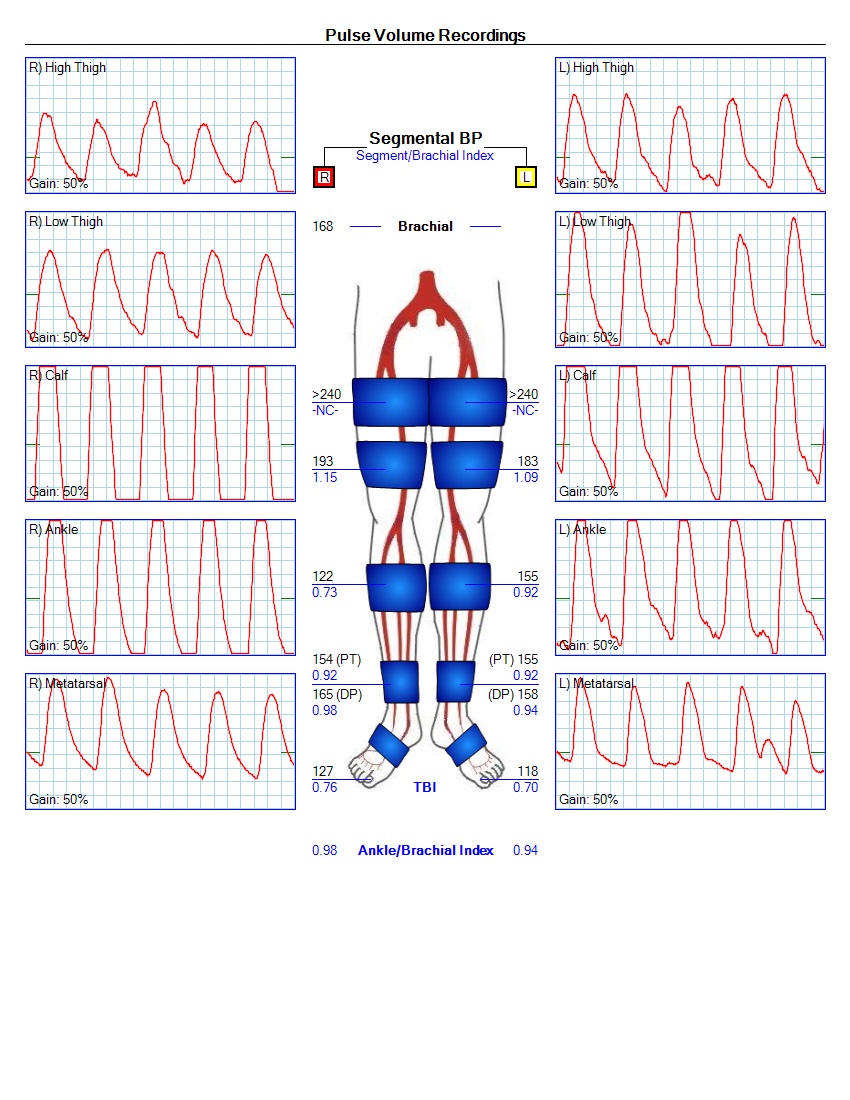 Pulse Volume Recordings
R) High Thigh
Gain: 50%
L) High Thigh
Gain: 50%
Segmental BP
Segment/Brachial Index
R
L
R) Low Thigh
Gain: 50%
168 Brachial
L) Low Thigh
Gain: 50%
R) Calf
Gain: 50%
>240
-NC-
>240
-NC-
L) Calf
Gain: 50%
193
1.15
183
1.09
R) Ankle
Gain: 50%
122
0.73
155
0.92
L) Ankle
Gain: 50%
154 (PT)
0.92
165 (DP)
0.98
(PT) 155
0.92
(DP) 158
0.94
R) Metatarsal
Gain: 50%
L) Metatarsal
Gain: 50%
127
0.76
TBI
118
0.70
0.98 Ankle/Brachial Index 0.94